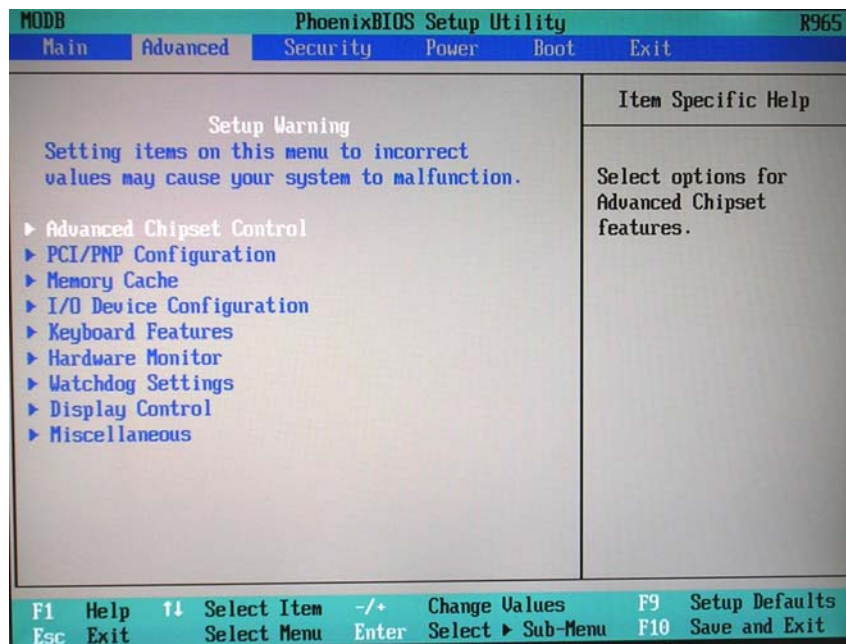 MODB PhoenixBIOS Setup Utility R965
Main Advanced Security Power Boot Exit
Item Specific Help
Setup Warning
Setting items on this menu to incorrect
values may cause your system to malfunction.
Select options for
Advanced Chipset
features.
▶ Advanced Chipset Control
▶ PCI/PNP Configuration
▶ Memory Cache
▶ I/O Device Configuration
▶ Keyboard Features
▶ Hardware Monitor
▶ Watchdog Settings
▶ Display Control
▶ Miscellaneous
F1 Help ↑↓ Select Item -/+ Change Values F9 Setup Defaults
Esc Exit Select Menu Enter Select ▶ Sub-Menu F10 Save and Exit